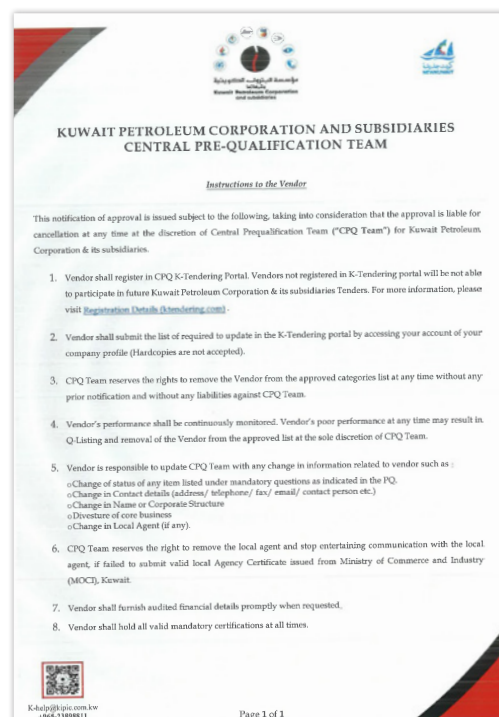 مؤسسة البترول الكويتية
وشركاتها
Kuwait Petroleum Corporation
and subsidiaries
KUWAIT PETROLEUM CORPORATION AND SUBSIDIARIES
CENTRAL PRE-QUALIFICATION TEAM
Instructions to the Vendor
This notification of approval is issued subject to the following, taking into consideration that the approval is liable for
cancellation at any time at the discretion of Central Prequalification Team ("CPQ Team") for Kuwait Petroleum
Corporation & its subsidiaries.
1. Vendor shall register in CPQ K-Tendering Portal. Vendors not registered in K-Tendering portal will be not able
to participate in future Kuwait Petroleum Corporation & its subsidiaries Tenders. For more information, please
visit Registration Details (ktendering.com).
2. Vendor shall submit the list of required to update in the K-Tendering portal by accessing your account of your
company profile (Hardcopies are not accepted).
3. CPQ Team reserves the rights to remove the Vendor from the approved categories list at any time without any
prior notification and without any liabilities against CPQ Team.
4. Vendor's performance shall be continuously monitored. Vendor's poor performance at any time may result in
Q-Listing and removal of the Vendor from the approved list at the sole discretion of CPQ Team.
5. Vendor is responsible to update CPQ Team with any change in information related to vendor such as :
oChange of status of any item listed under mandatory questions as indicated in the PQ.
oChange in Contact details (address/ telephone/ fax/ email/ contact person etc.)
oChange in Name or Corporate Structure
oDivesture of core business
oChange in Local Agent (if any).
6. CPQ Team reserves the right to remove the local agent and stop entertaining communication with the local
agent, if failed to submit valid local Agency Certificate issued from Ministry of Commerce and Industry
(MOCI), Kuwait.
7. Vendor shall furnish audited financial details promptly when requested.
8. Vendor shall hold all valid mandatory certifications at all times.
K-help@kipic.com.kw
Page 1 of 1